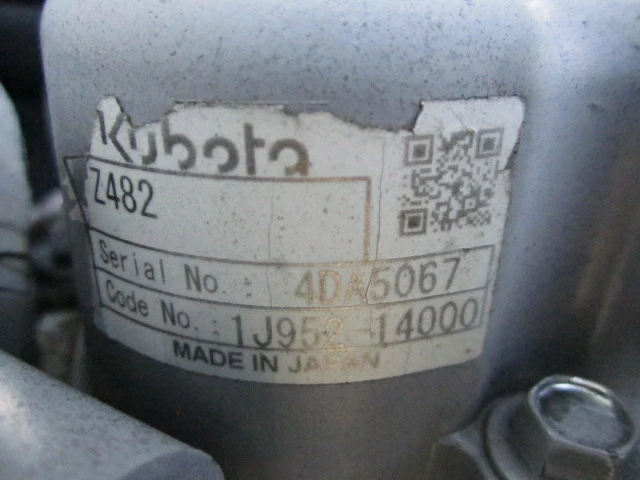 Kubota
Z482
Serial No.: 4DA5067
Code No.: 1J952-14000
MADE IN JAPAN